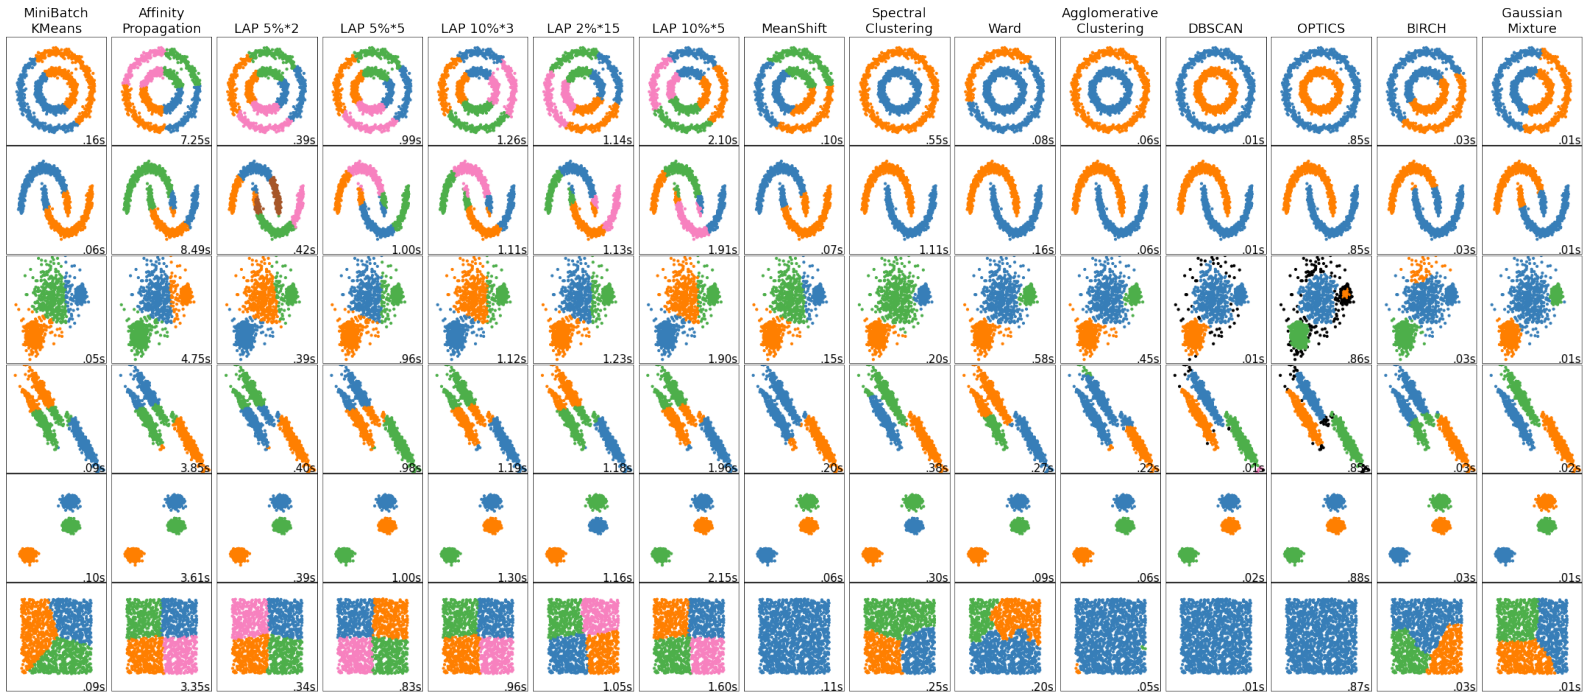 MiniBatch
KMeans
Affinity
Propagation
LAP 5%*2
LAP 5%*5
LAP 10%*3
LAP 2%*15
LAP 10%*5
MeanShift
Spectral
Clustering
Ward
Agglomerative
Clustering
DBSCAN
OPTICS
BIRCH
Gaussian
Mixture
.16s 7.25s .39s .99s 1.26s 1.14s 2.10s .10s .55s .08s .06s .01s .85s .03s .01s
.06s 8.49s .42s 1.00s 1.11s 1.13s 1.91s .07s 1.11s .16s .06s .01s .85s .03s .01s
.05s 4.75s .39s .96s 1.12s 1.23s 1.90s .15s .20s .58s .45s .01s .86s .03s .01s
.09s 3.85s .40s .98s 1.19s 1.18s 1.96s .20s .38s .27s .22s .01s .85s .03s .02s
.10s 3.61s .39s 1.00s 1.30s 1.16s 2.15s .06s .30s .09s .06s .02s .88s .03s .01s
.09s 3.35s .34s .83s .96s 1.05s 1.60s .11s .25s .20s .05s .01s .87s .03s .01s